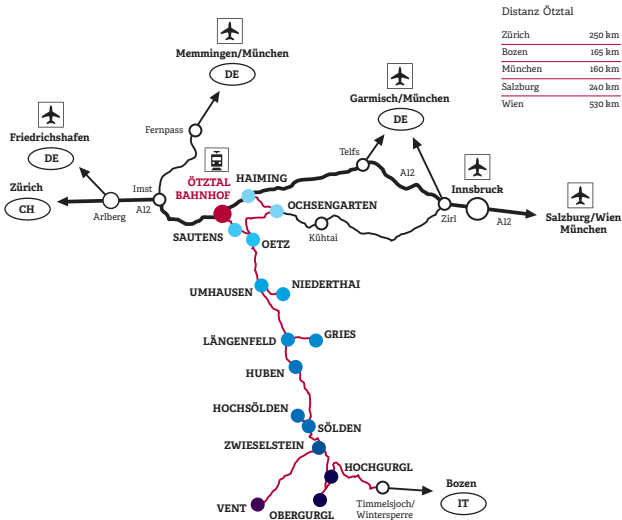 Distanz Ötztal
Zürich 250 km
Bozen 165 km
München 160 km
Salzburg 240 km
Wien 530 km
Memmingen/München
DE
Garmisch/München
DE
Friedrichshafen
DE
Fernpass
Telfs
A12
Innsbruck
Zürich
CH
Arlberg
Imst
A12
ÖTZTAL
BAHNHOF
HAIMING
OCHSENGARTEN
Kühtai
Zirl
A12
Salzburg/Wien
München
SAUTENS
OETZ
UMHAUSEN
NIEDERTHAI
LÄNGENFELD
GRIES
HUBEN
HOCHSÖLDEN
SÖLDEN
ZWIESELSTEIN
HOCHGURGL
VENT
OBERGURGL
Timmelsjoch/
Wintersperre
Bozen
IT